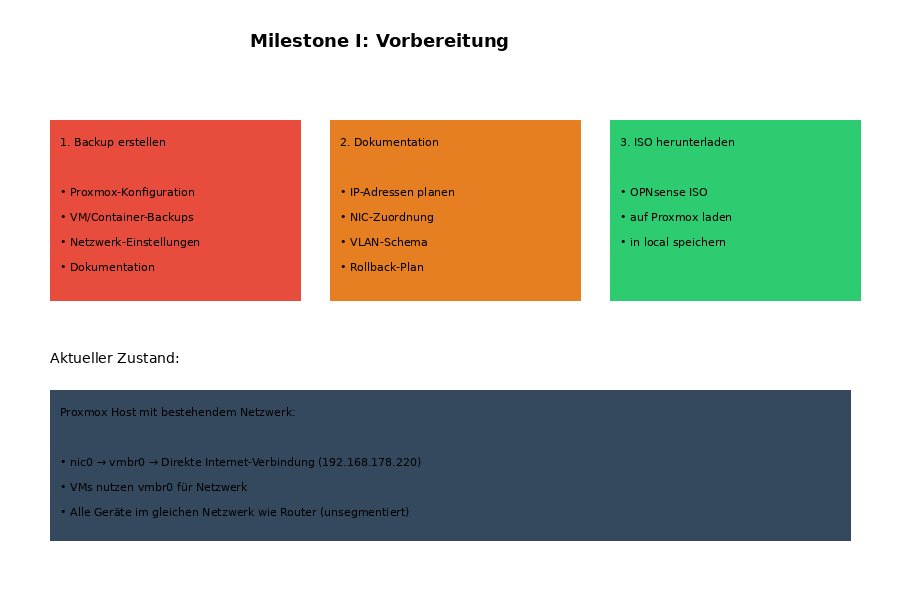 Milestone I: Vorbereitung
1. Backup erstellen
• Proxmox-Konfiguration
• VM/Container-Backups
• Netzwerk-Einstellungen
• Dokumentation
2. Dokumentation
• IP-Adressen planen
• NIC-Zuordnung
• VLAN-Schema
• Rollback-Plan
3. ISO herunterladen
• OPNsense ISO
• auf Proxmox laden
• in local speichern
Aktueller Zustand:
Proxmox Host mit bestehendem Netzwerk:
• nic0 → vmbr0 → Direkte Internet-Verbindung (192.168.178.220)
• VMs nutzen vmbr0 für Netzwerk
• Alle Geräte im gleichen Netzwerk wie Router (unsegmentiert)